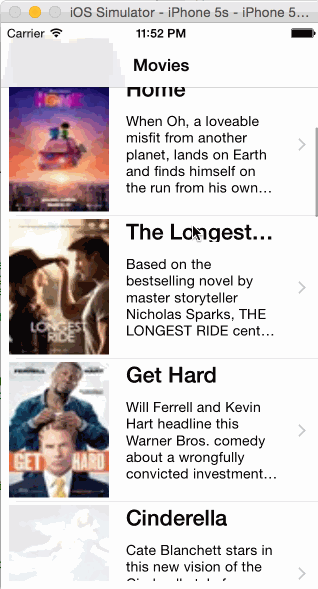 iOS Simulator - iPhone 5s - iPhone 5...
Carrier 11:52 PM
Movies
HOME
Home
When Oh, a loveable
misfit from another
planet, lands on Earth
and finds himself on
the run from his own...
The Longest...
Based on the
bestselling novel by
master storyteller
Nicholas Sparks, THE
LONGEST RIDE cent...
LONGEST
RIDE
Get Hard
FERRELL HART
Will Ferrell and Kevin
Hart headline this
Warner Bros. comedy
about a wrongfully
convicted investment...
GET HARD
Cinderella
Cate Blanchett stars in
this new vision of the